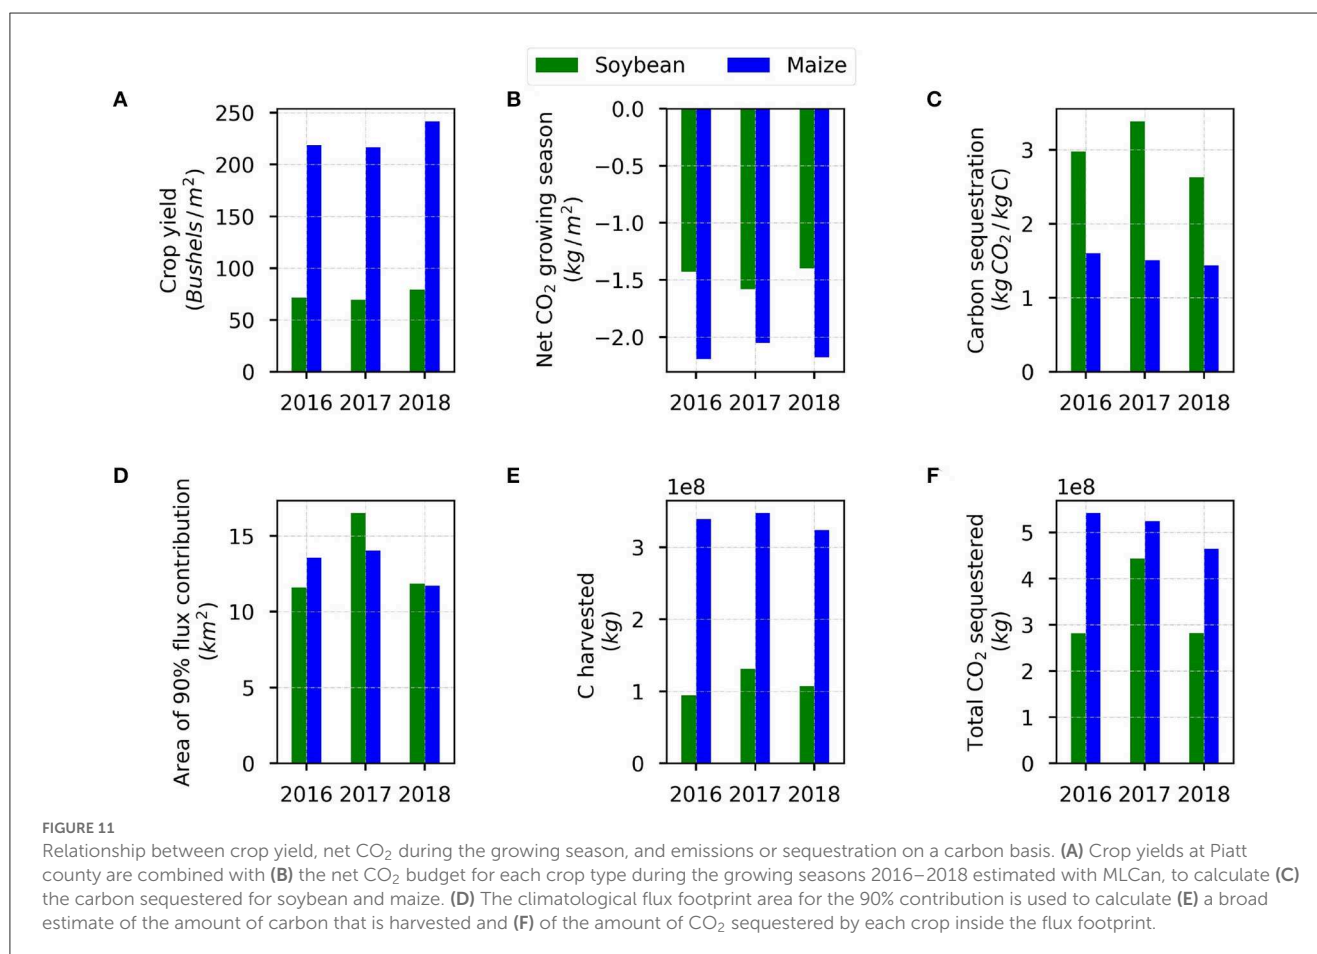 Soybean Maize
A
Crop yield
(Bushels/m²)
250
200
150
100
50
0
2016 2017 2018
B
Net CO₂ growing season
(kg/m²)
0.0
−0.5
−1.0
−1.5
−2.0
2016 2017 2018
C
Carbon sequestration
(kg CO₂/kg C)
3
2
1
0
2016 2017 2018
D
Area of 90% flux contribution
(km²)
15
10
5
0
2016 2017 2018
E
1e8
C harvested
(kg)
3
2
1
0
2016 2017 2018
F
1e8
Total CO₂ sequestered
(kg)
5
4
3
2
1
0
2016 2017 2018
FIGURE 11
Relationship between crop yield, net CO₂ during the growing season, and emissions or sequestration on a carbon basis. (A) Crop yields at Piatt
county are combined with (B) the net CO₂ budget for each crop type during the growing seasons 2016–2018 estimated with MLCan, to calculate (C)
the carbon sequestered for soybean and maize. (D) The climatological flux footprint area for the 90% contribution is used to calculate (E) a broad
estimate of the amount of carbon that is harvested and (F) of the amount of CO₂ sequestered by each crop inside the flux footprint.